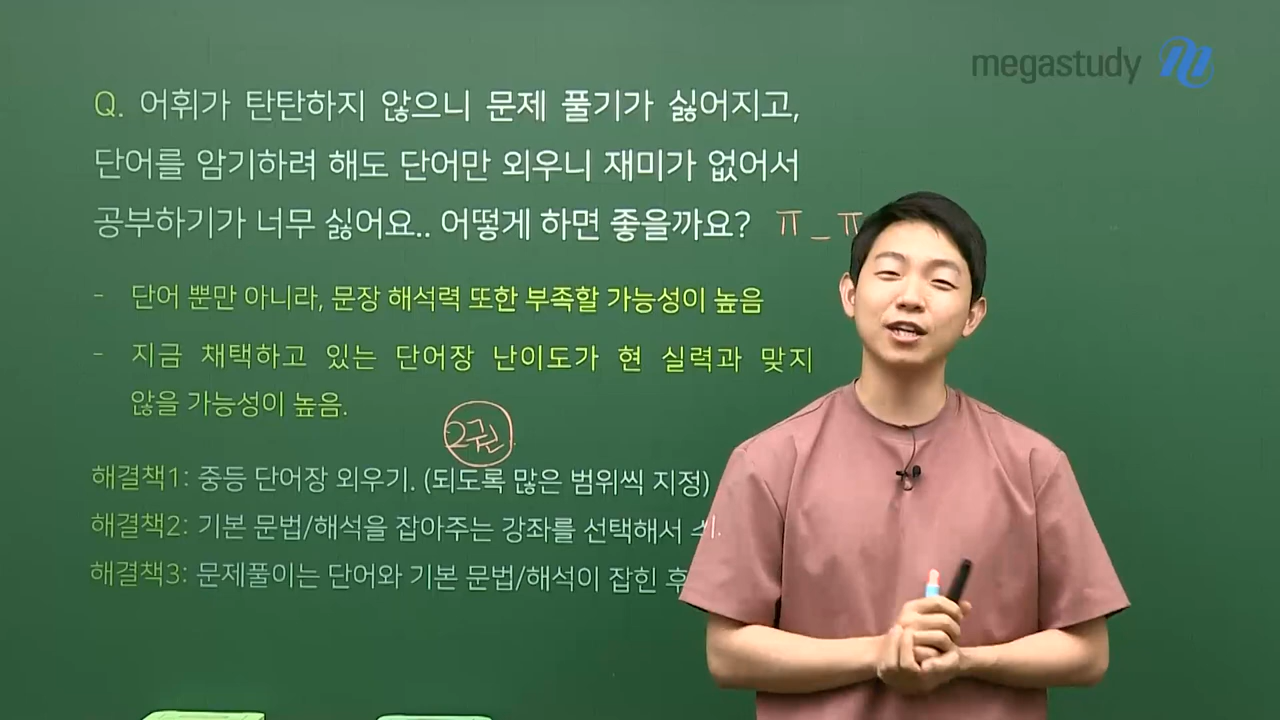 megastudy
Q. 어휘가 탄탄하지 않으니 문제 풀기가 싫어지고,
단어를 암기하려 해도 단어만 외우니 재미가 없어서
공부하기가 너무 싫어요.. 어떻게 하면 좋을까요? ㅠ_ㅠ
- 단어 뿐만 아니라, 문장 해석력 또한 부족할 가능성이 높음
- 지금 채택하고 있는 단어장 난이도가 현 실력과 맞지
않을 가능성이 높음.
2권
해결책1: 중등 단어장 외우기. (되도록 많은 범위씩 지정)
해결책2: 기본 문법/해석을 잡아주는 강좌를 선택해서
해결책3: 문제풀이는 단어와 기본 문법/해석이 잡힌 후